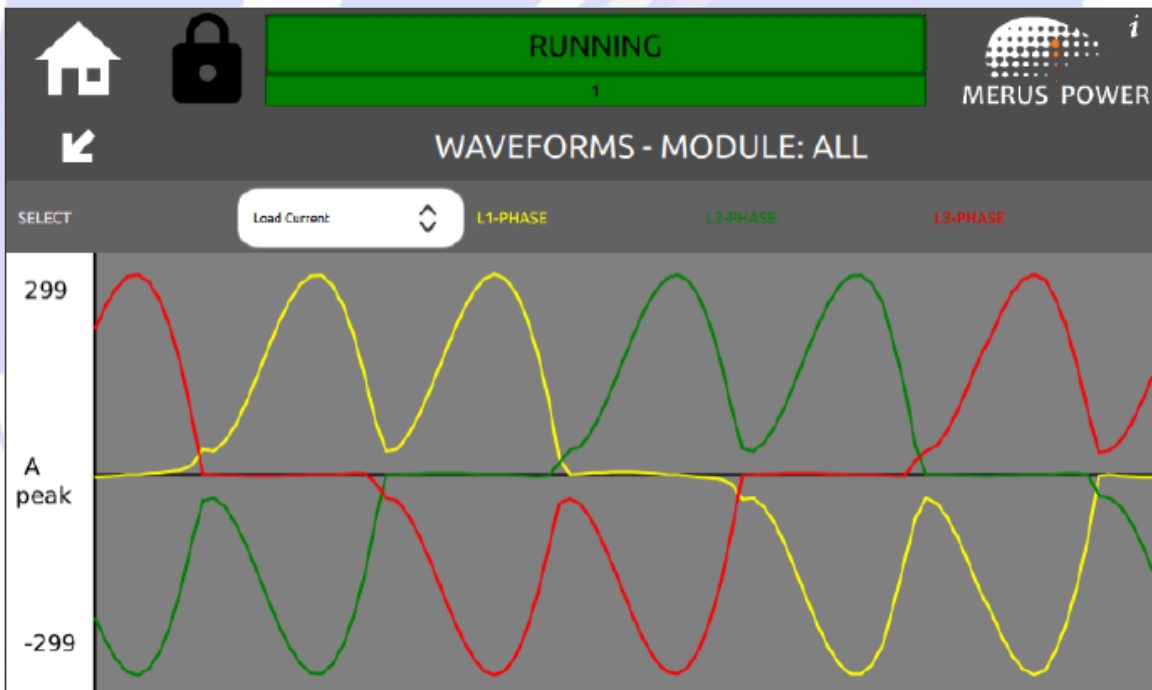 RUNNING
i
1
MERUS POWER
WAVEFORMS - MODULE: ALL
SELECT
Load Current
L1-PHASE
L2-PHASE
L3-PHASE
299
A
peak
-299